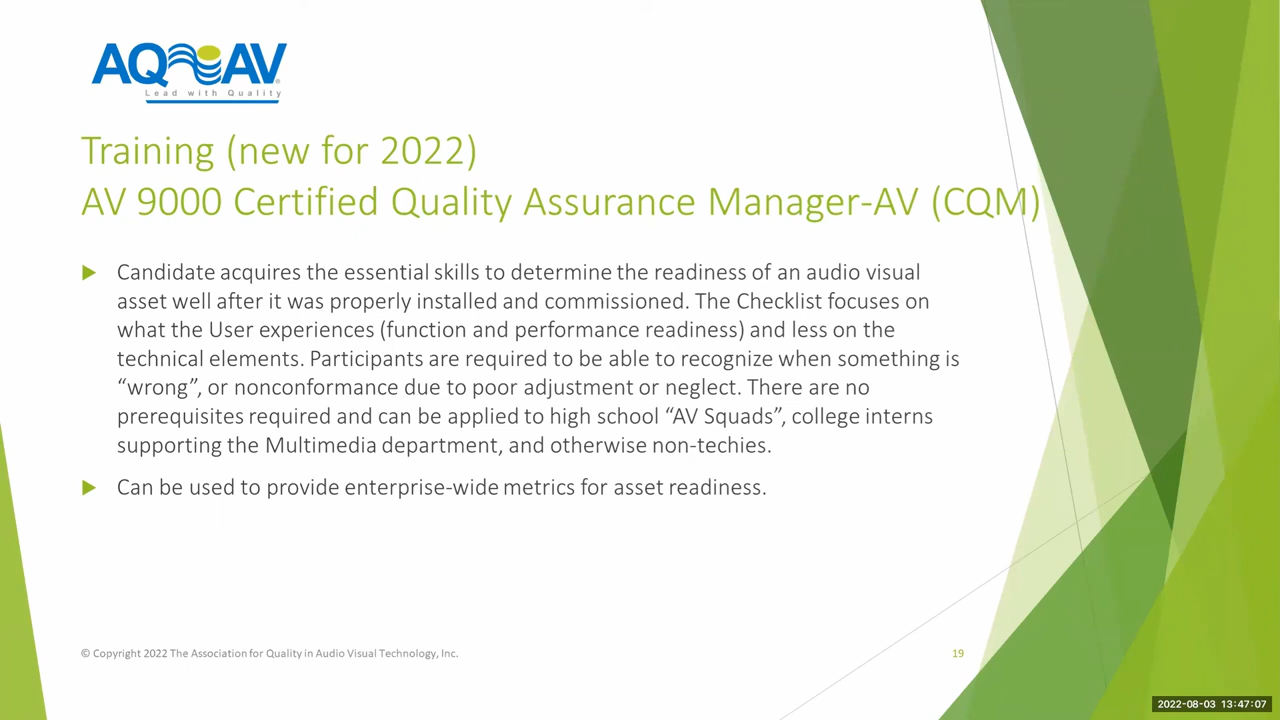 AQAV
Lead with Quality
Training (new for 2022)
AV 9000 Certified Quality Assurance Manager-AV (CQM)
Candidate acquires the essential skills to determine the readiness of an audio visual
asset well after it was properly installed and commissioned. The Checklist focuses on
what the User experiences (function and performance readiness) and less on the
technical elements. Participants are required to be able to recognize when something is
“wrong”, or nonconformance due to poor adjustment or neglect. There are no
prerequisites required and can be applied to high school “AV Squads”, college interns
supporting the Multimedia department, and otherwise non-techies.
Can be used to provide enterprise-wide metrics for asset readiness.
© Copyright 2022 The Association for Quality in Audio Visual Technology, Inc.
19
2022-08-03 13:47:07